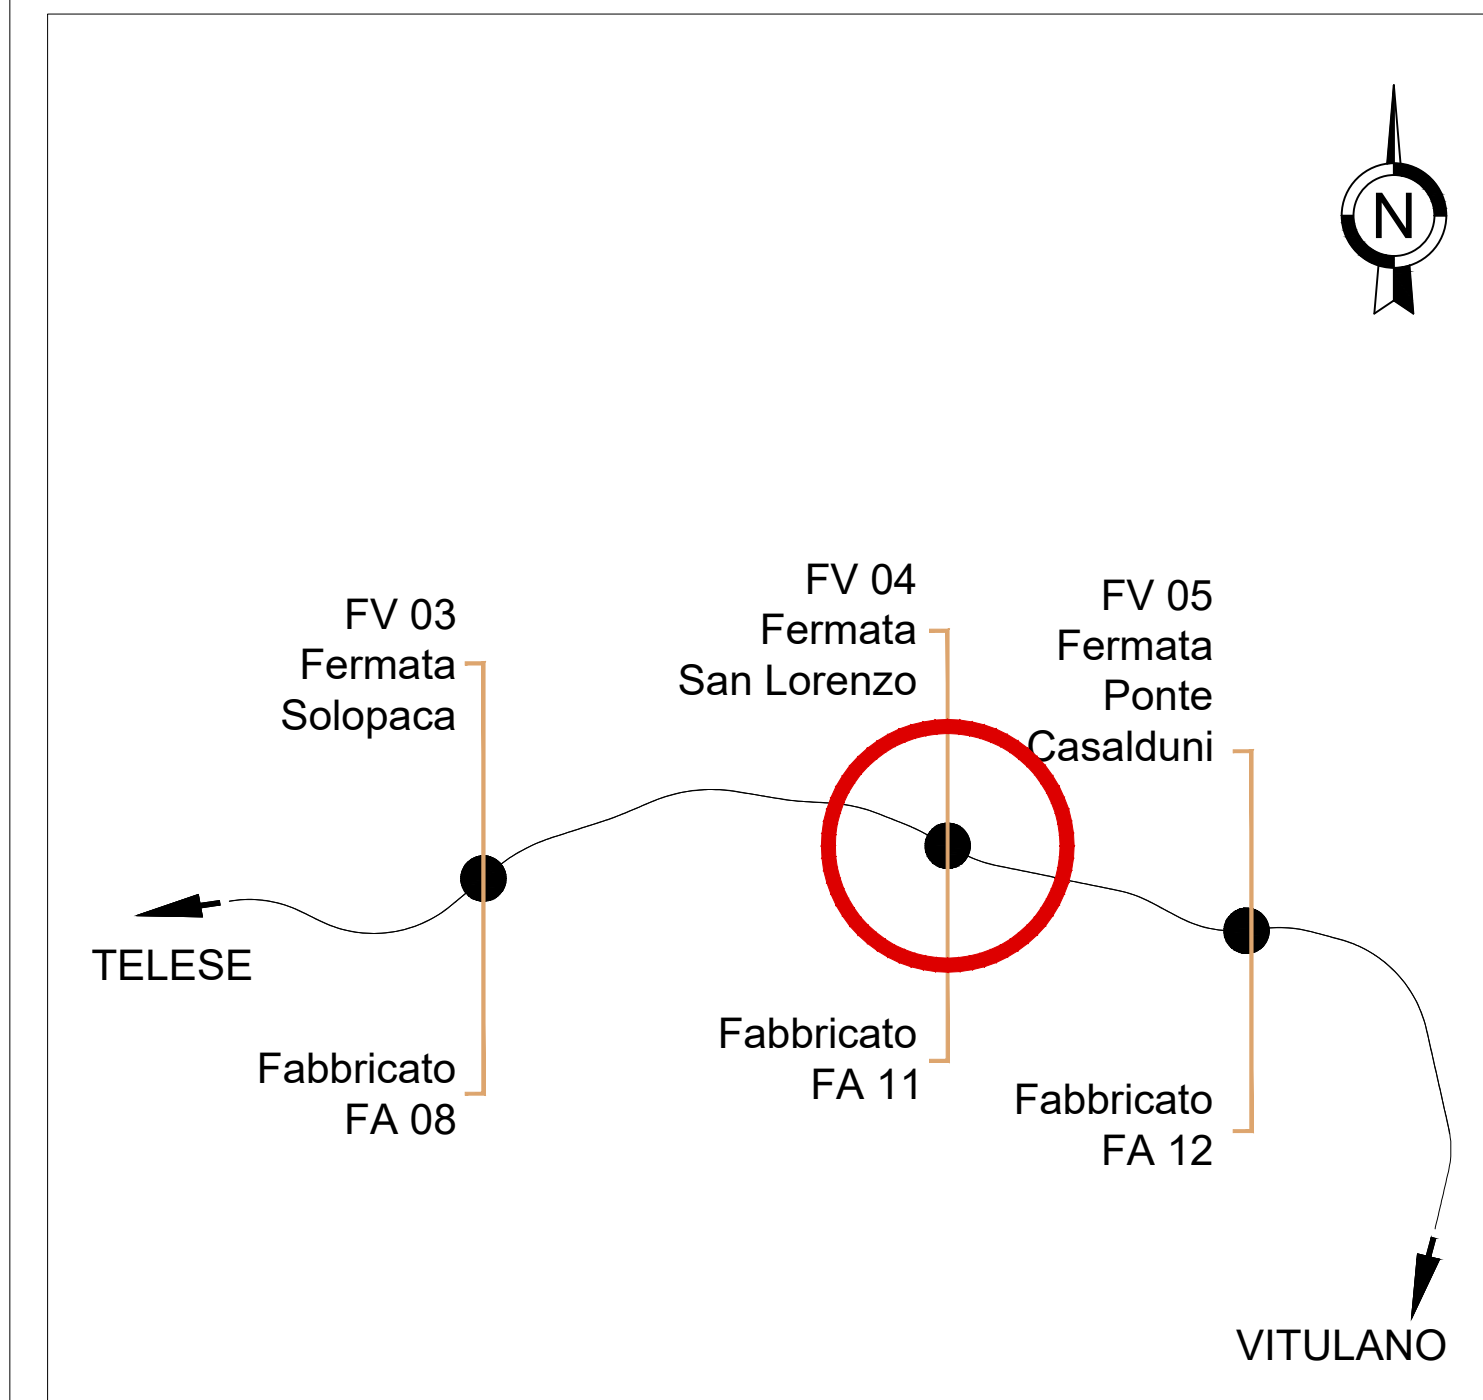 N
FV 03
Fermata
Solopaca
FV 04
Fermata
San Lorenzo
FV 05
Fermata
Ponte
Casalduni
TELESE
Fabbricato
FA 08
Fabbricato
FA 11
Fabbricato
FA 12
VITULANO